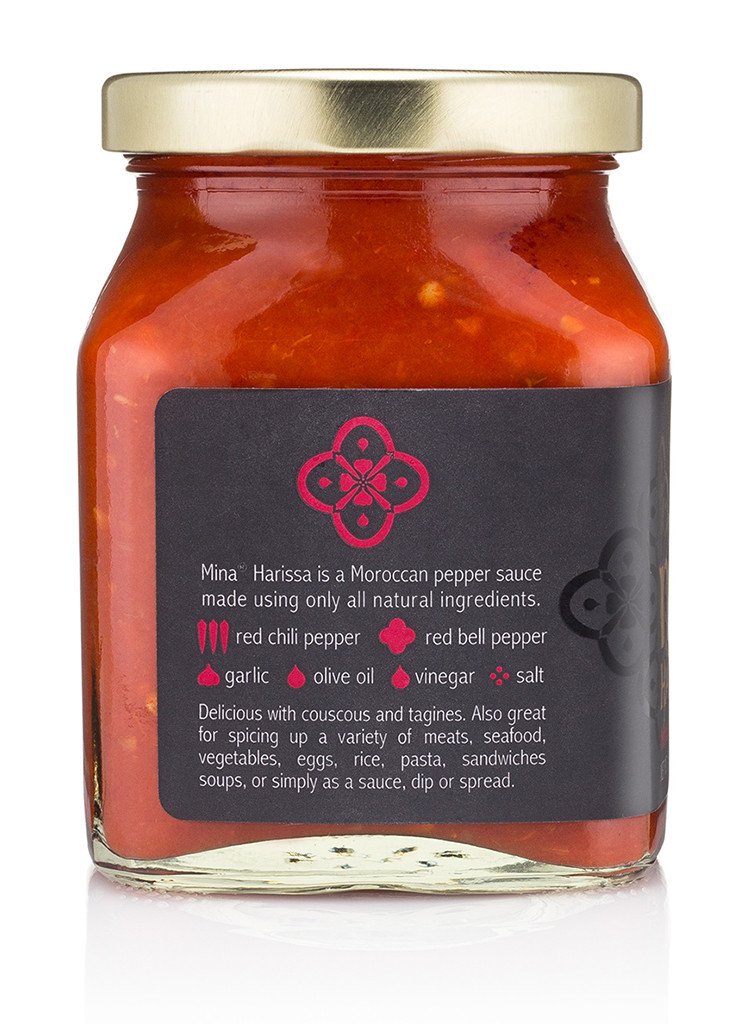 Mina™ Harissa is a Moroccan pepper sauce
made using only all natural ingredients.
red chili pepper red bell pepper
garlic olive oil vinegar salt
Delicious with couscous and tagines. Also great
for spicing up a variety of meats, seafood,
vegetables, eggs, rice, pasta, sandwiches
soups, or simply as a sauce, dip or spread.